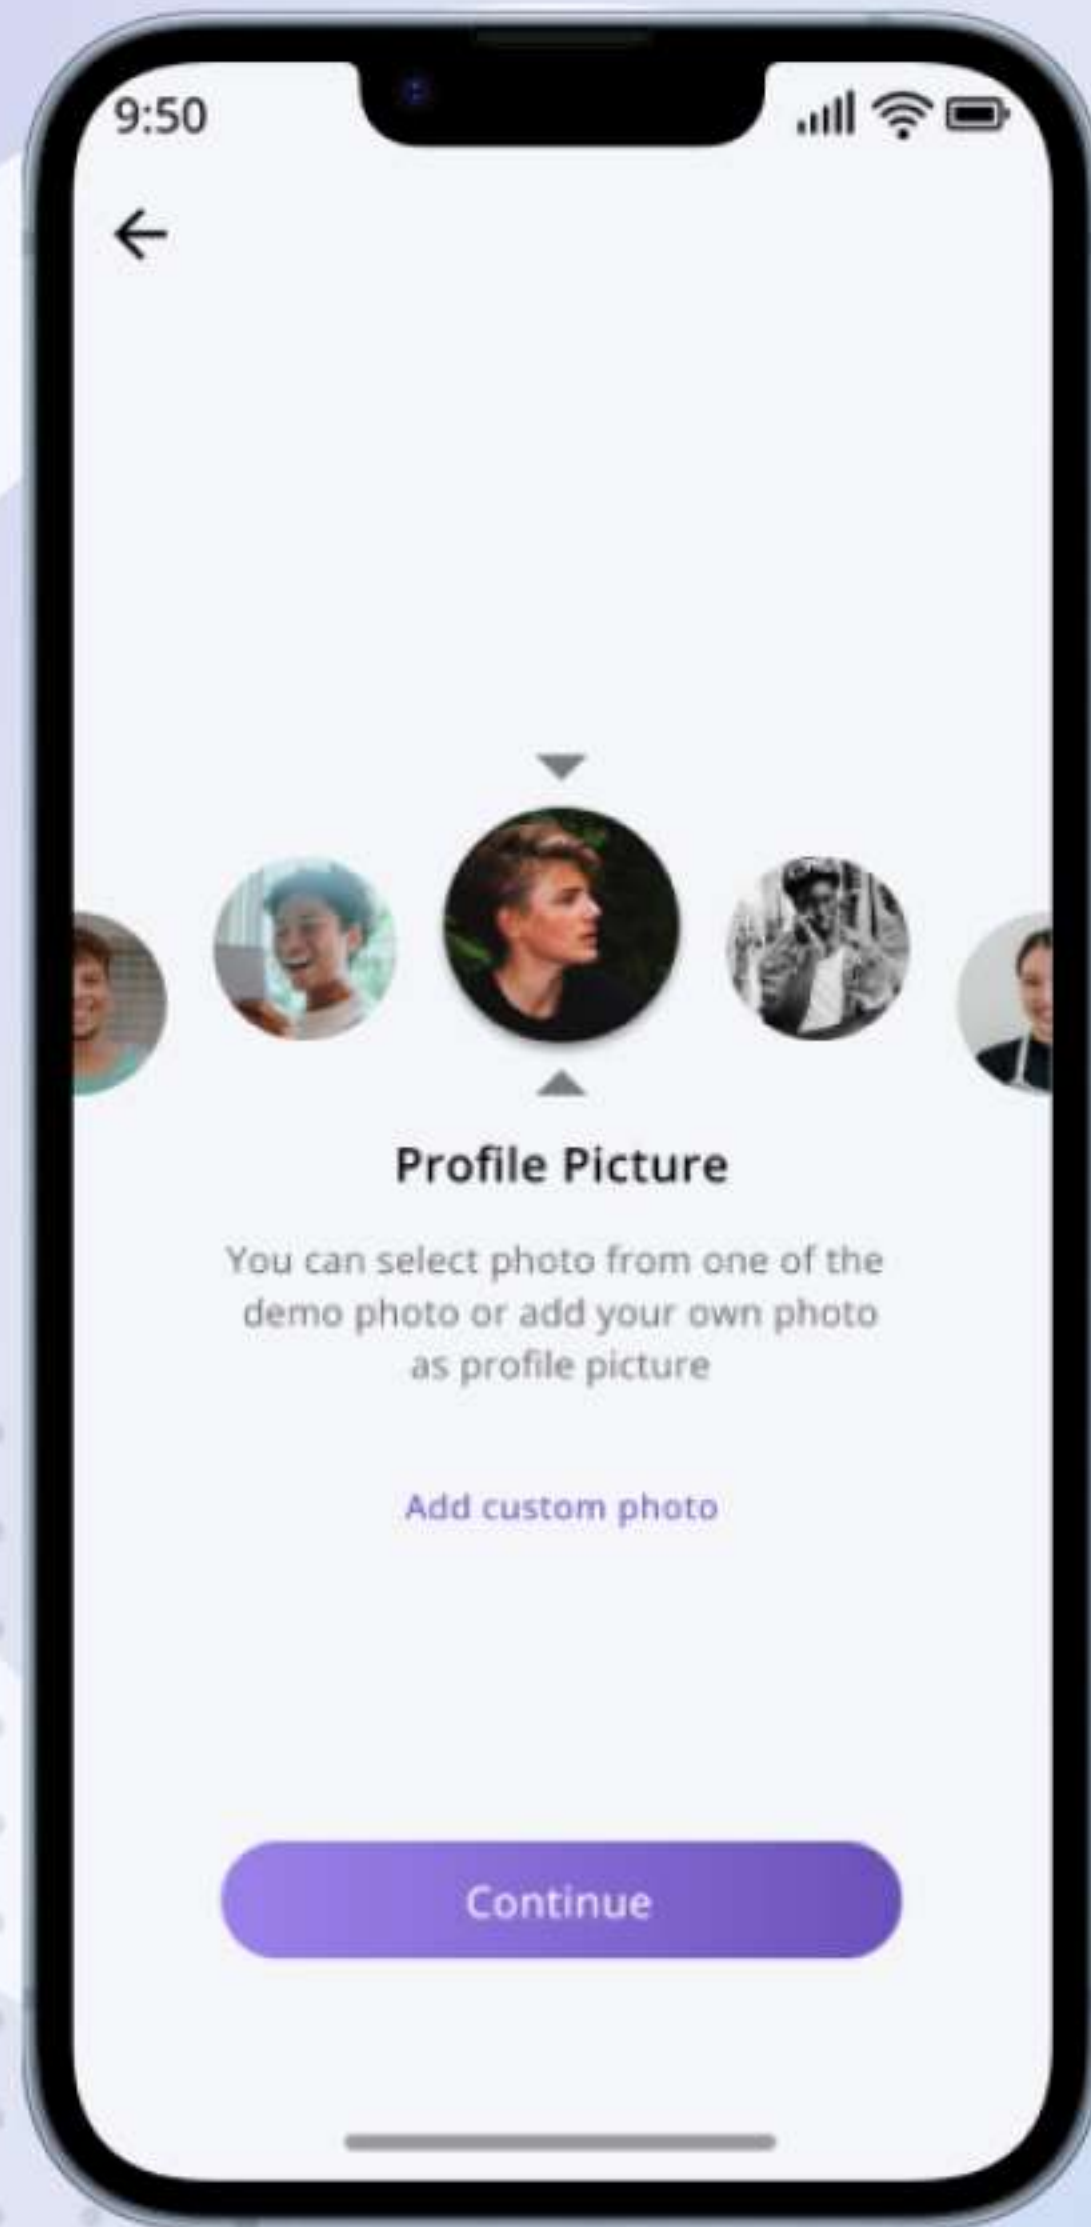 9:50
Profile Picture
You can select photo from one of the
demo photo or add your own photo
as profile picture
Add custom photo
Continue